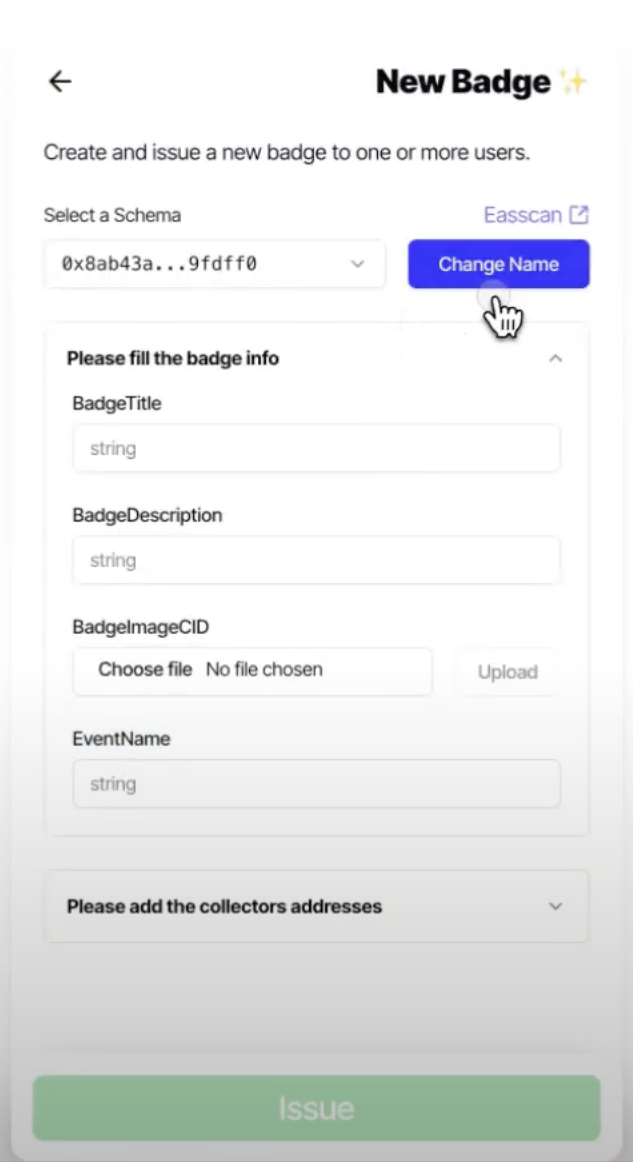 New Badge ✨
Create and issue a new badge to one or more users.
Select a Schema
Easscan
0x8ab43a...9fdff0
Change Name
Please fill the badge info
BadgeTitle
string
BadgeDescription
string
BadgeImageCID
Choose file No file chosen
Upload
EventName
string
Please add the collectors addresses
Issue